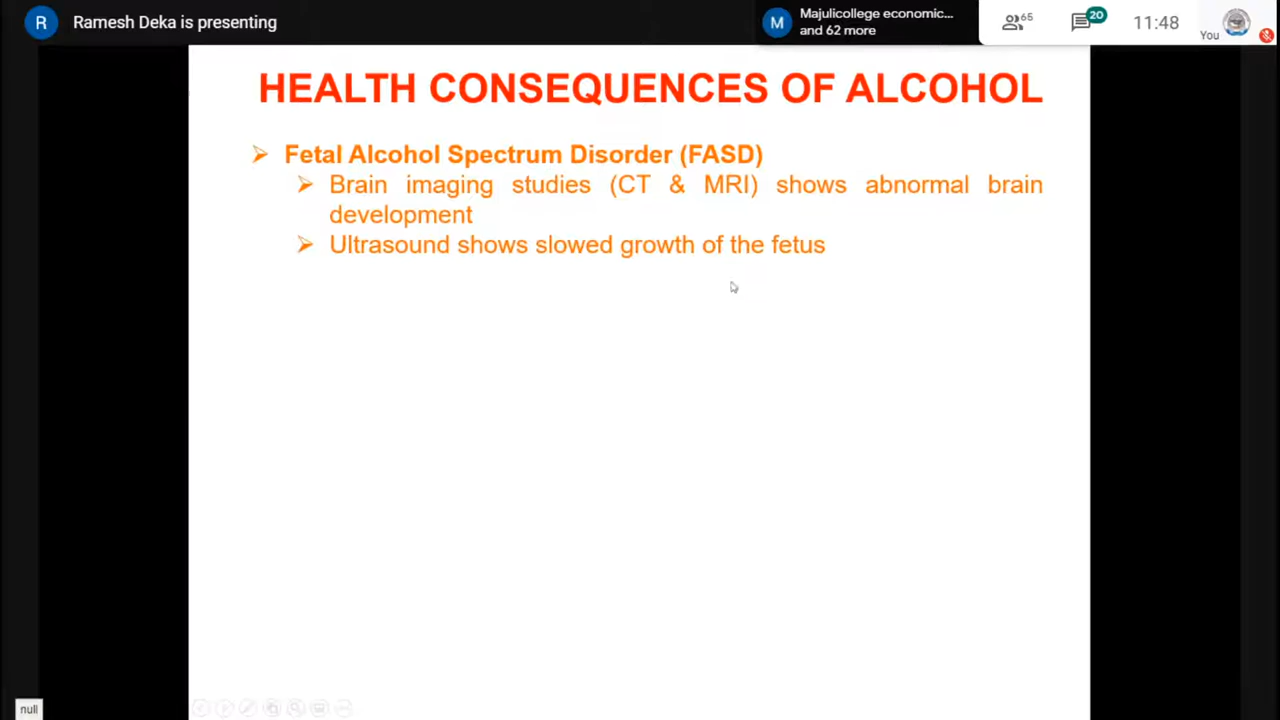 R Ramesh Deka is presenting
M Majulicollege economic...
and 62 more
65
20
11:48
You
HEALTH CONSEQUENCES OF ALCOHOL
Fetal Alcohol Spectrum Disorder (FASD)
Brain imaging studies (CT & MRI) shows abnormal brain
development
Ultrasound shows slowed growth of the fetus
null